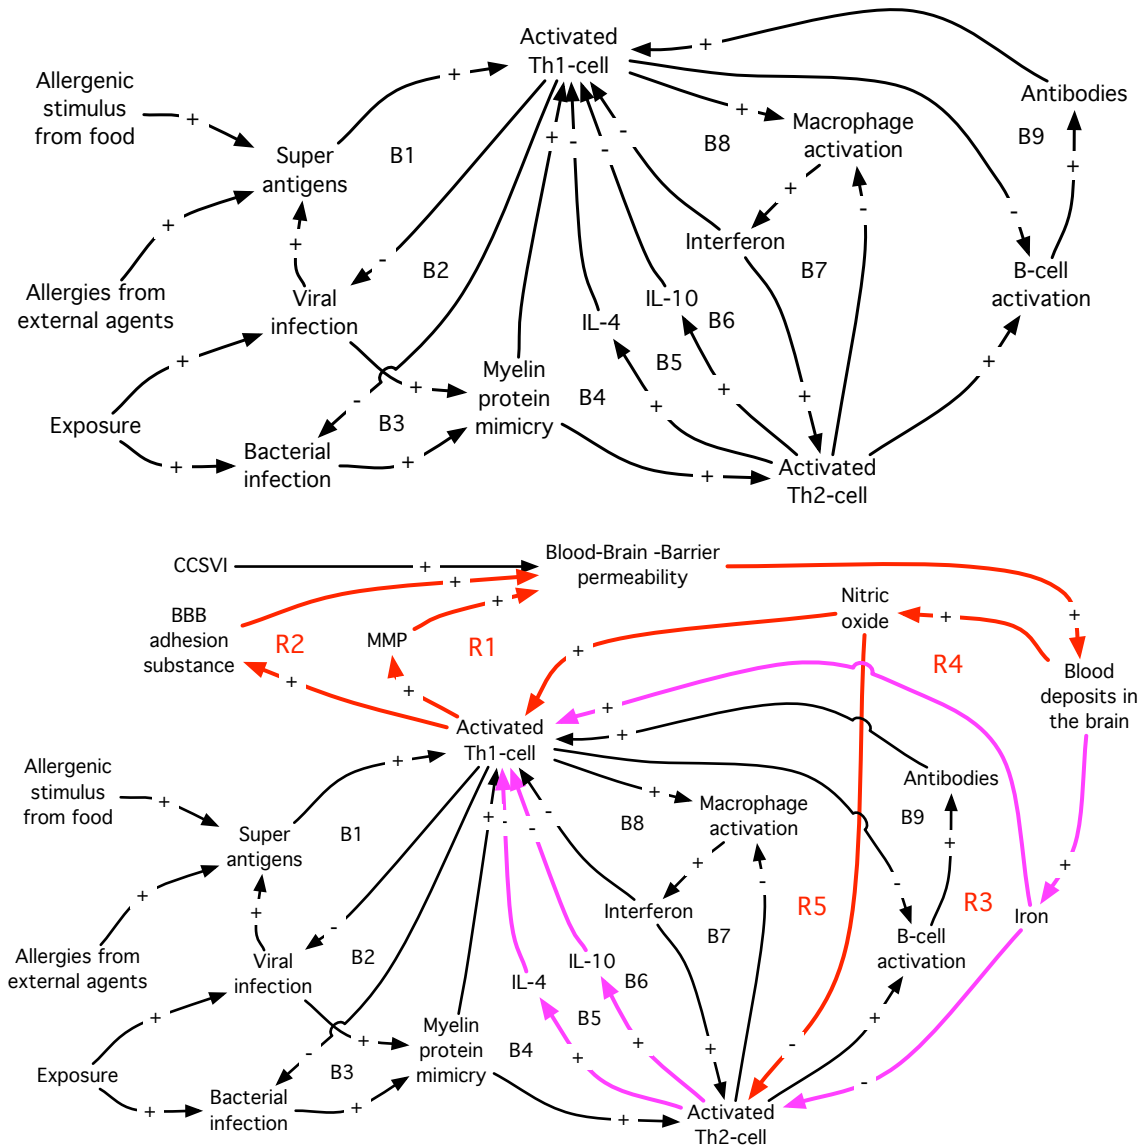 Activated
Th1-cell
+
Allergenic
stimulus
from food
+
+
Antibodies
Super
antigens
B1
+
-
-
-
-
B8
+
Macrophage
activation
B9
+
+
-
-
B2
+
Interferon
B7
-
B-cell
activation
Allergies from
external agents
+
Viral
infection
IL-10
IL-4
B6
B5
+
+
Myelin
protein
mimicry
B4
+
+
+
+
Exposure
-
B3
+
Bacterial
infection
+
+
Activated
Th2-cell
CCSVI
+
Blood-Brain -Barrier
permeability
+
+
Nitric
oxide
+
+
BBB
adhesion
substance
R2
MMP
R1
+
R4
Blood
deposits in
the brain
+
+
+
Activated
Th1-cell
+
+
Allergenic
stimulus
from food
+
+
Antibodies
Super
antigens
B1
+
-
-
-
B8
+
Macrophage
activation
B9
+
+
+
-
-
R3
+
Interferon
R5
Iron
+
-
B2
B7
B-cell
activation
Allergies from
external agents
Viral
infection
IL-10
IL-4
B6
B5
+
+
Myelin
protein
mimicry
B4
+
+
+
-
+
Exposure
-
B3
-
+
Bacterial
infection
+
+
Activated
Th2-cell